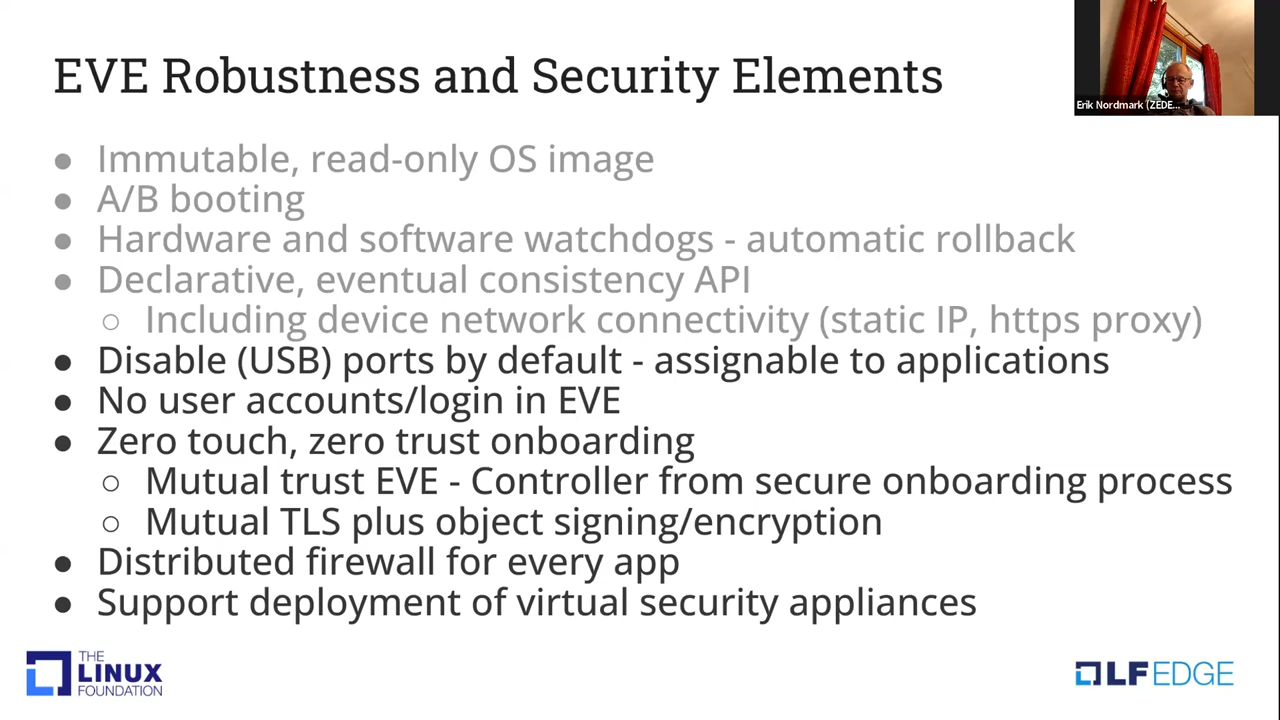 EVE Robustness and Security Elements
Erik Nordmark (ZEDE...
● Immutable, read-only OS image
● A/B booting
● Hardware and software watchdogs - automatic rollback
● Declarative, eventual consistency API
○ Including device network connectivity (static IP, https proxy)
● Disable (USB) ports by default - assignable to applications
● No user accounts/login in EVE
● Zero touch, zero trust onboarding
○ Mutual trust EVE - Controller from secure onboarding process
○ Mutual TLS plus object signing/encryption
● Distributed firewall for every app
● Support deployment of virtual security appliances
THE
LINUX
FOUNDATION
LF EDGE